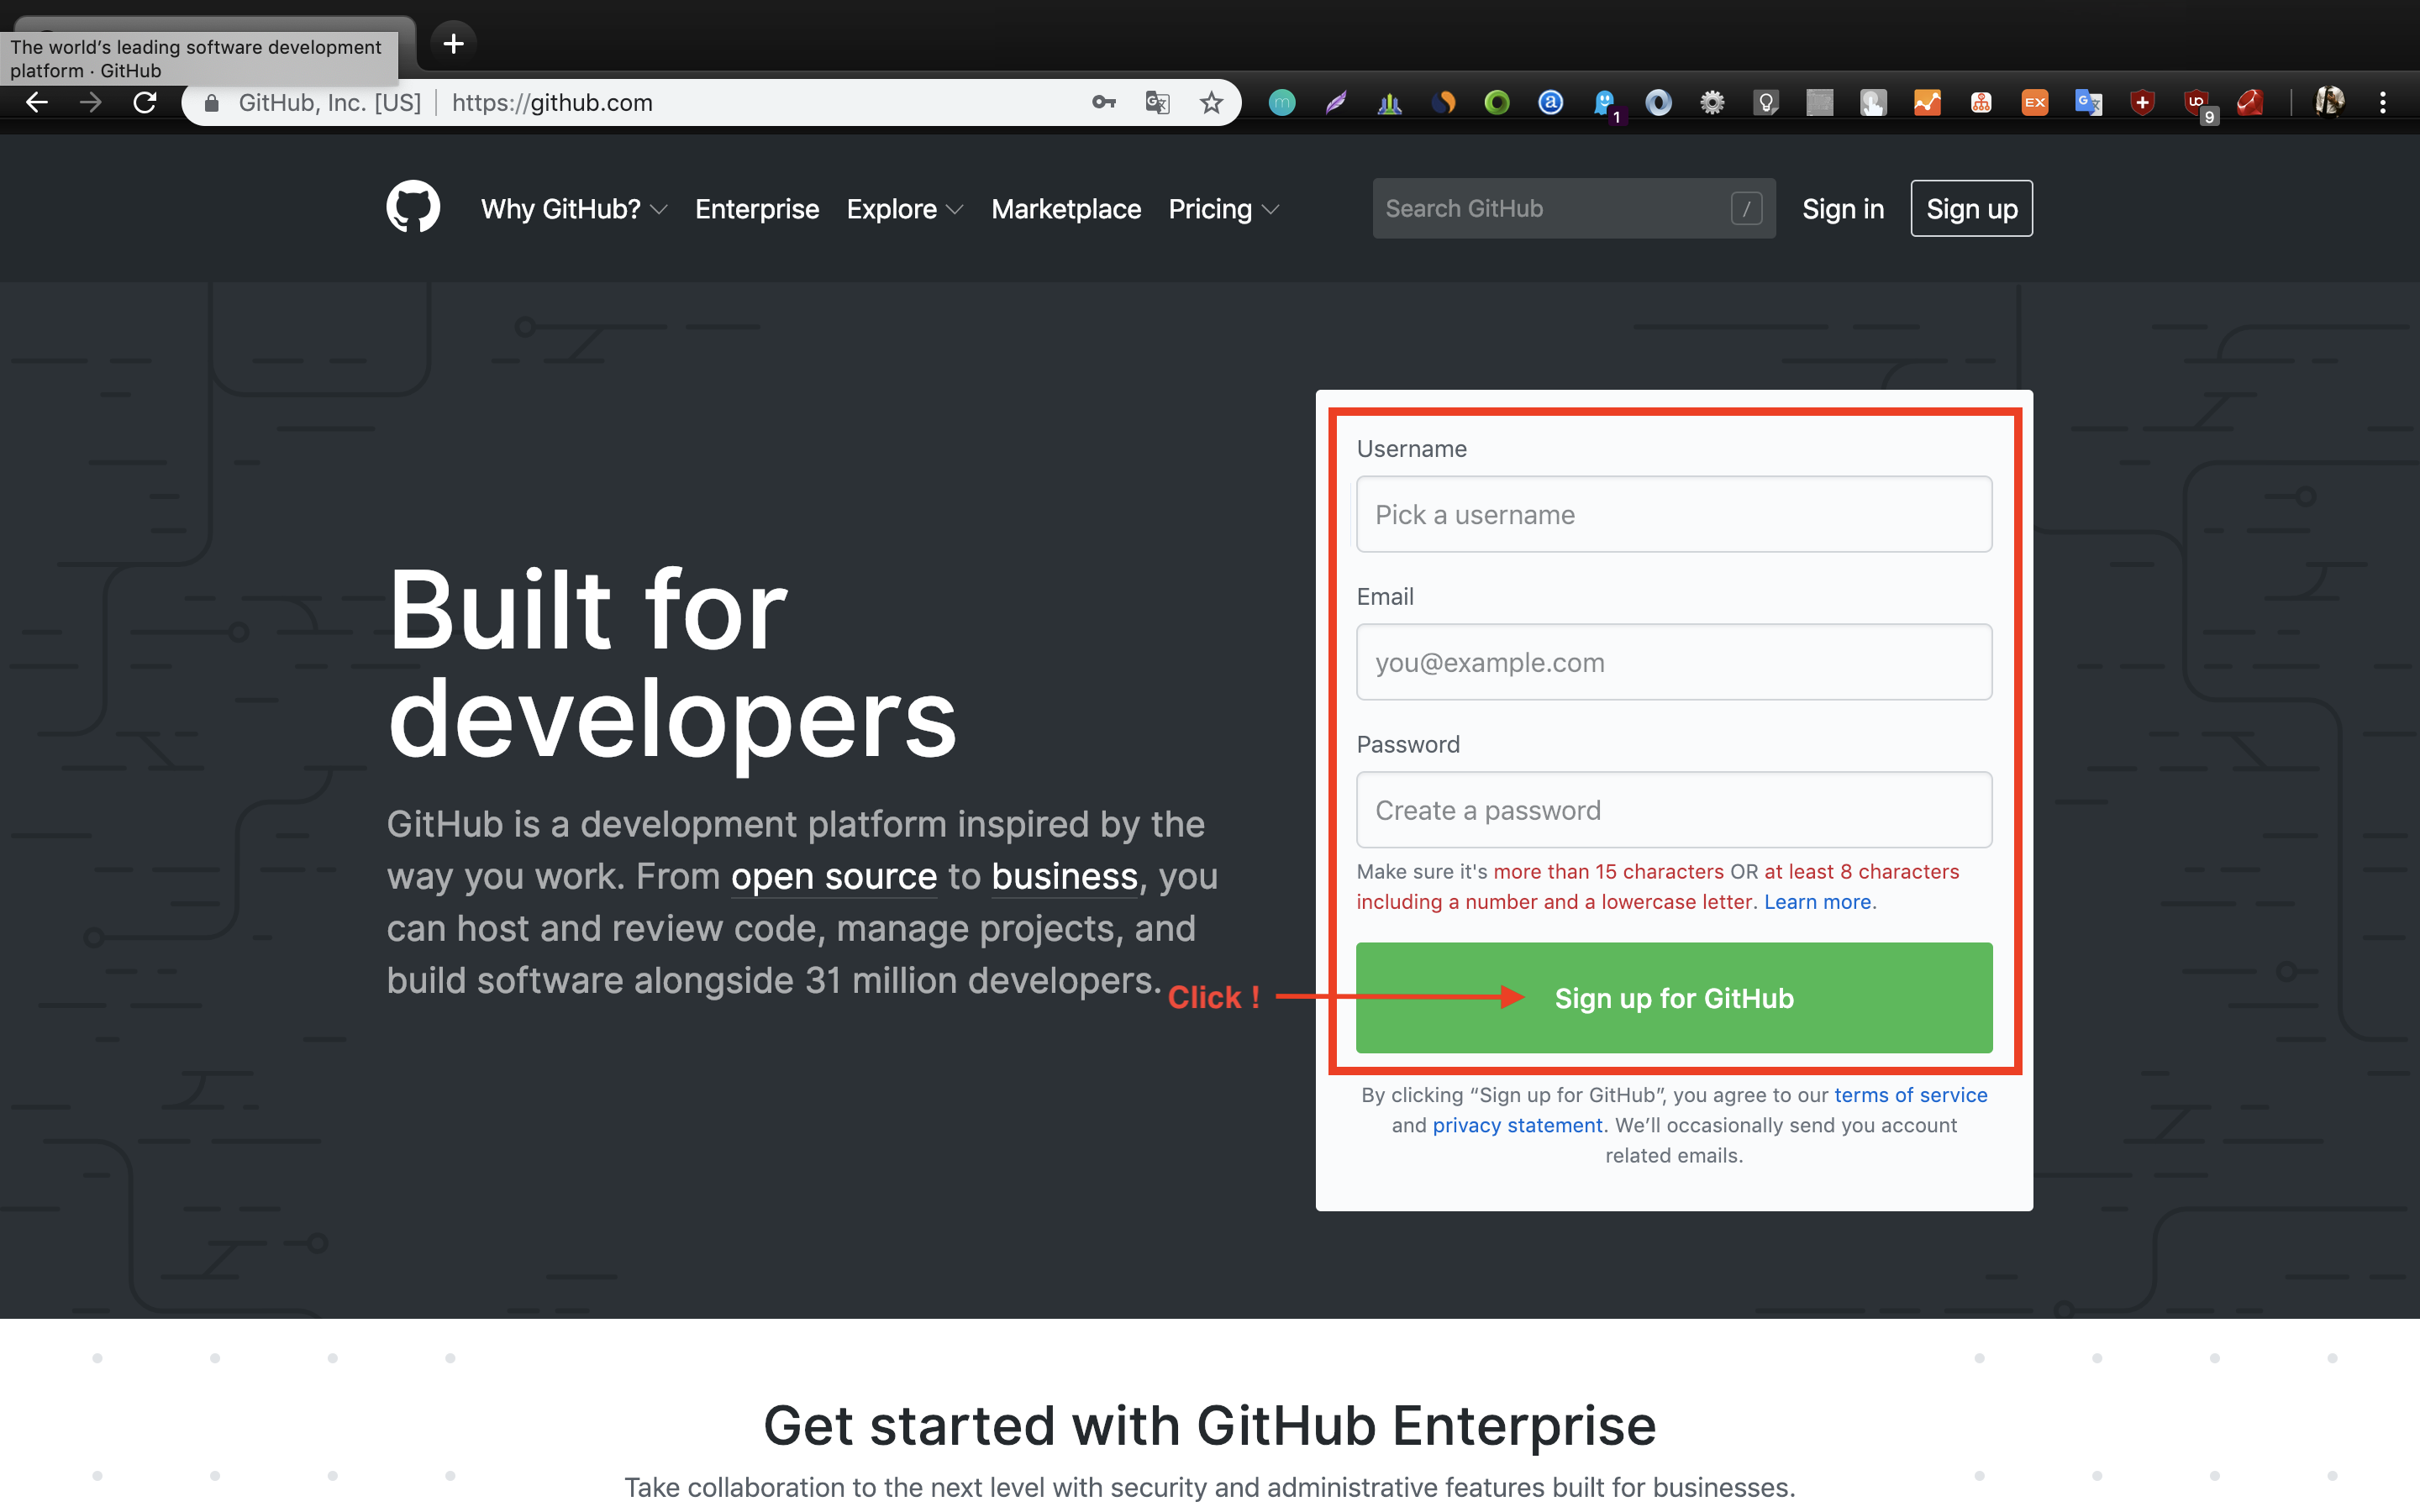 The world's leading software development
platform · GitHub
GitHub, Inc. [US] | https://github.com
1
EX
9
Why GitHub? Enterprise Explore Marketplace Pricing Search GitHub / Sign in Sign up
Built for
developers
GitHub is a development platform inspired by the
way you work. From open source to business, you
can host and review code, manage projects, and
build software alongside 31 million developers.
Click !
Username
Pick a username
Email
you@example.com
Password
Create a password
Make sure it's more than 15 characters OR at least 8 characters
including a number and a lowercase letter. Learn more.
Sign up for GitHub
By clicking “Sign up for GitHub”, you agree to our terms of service
and privacy statement. We’ll occasionally send you account
related emails.
Get started with GitHub Enterprise
Take collaboration to the next level with security and administrative features built for businesses.